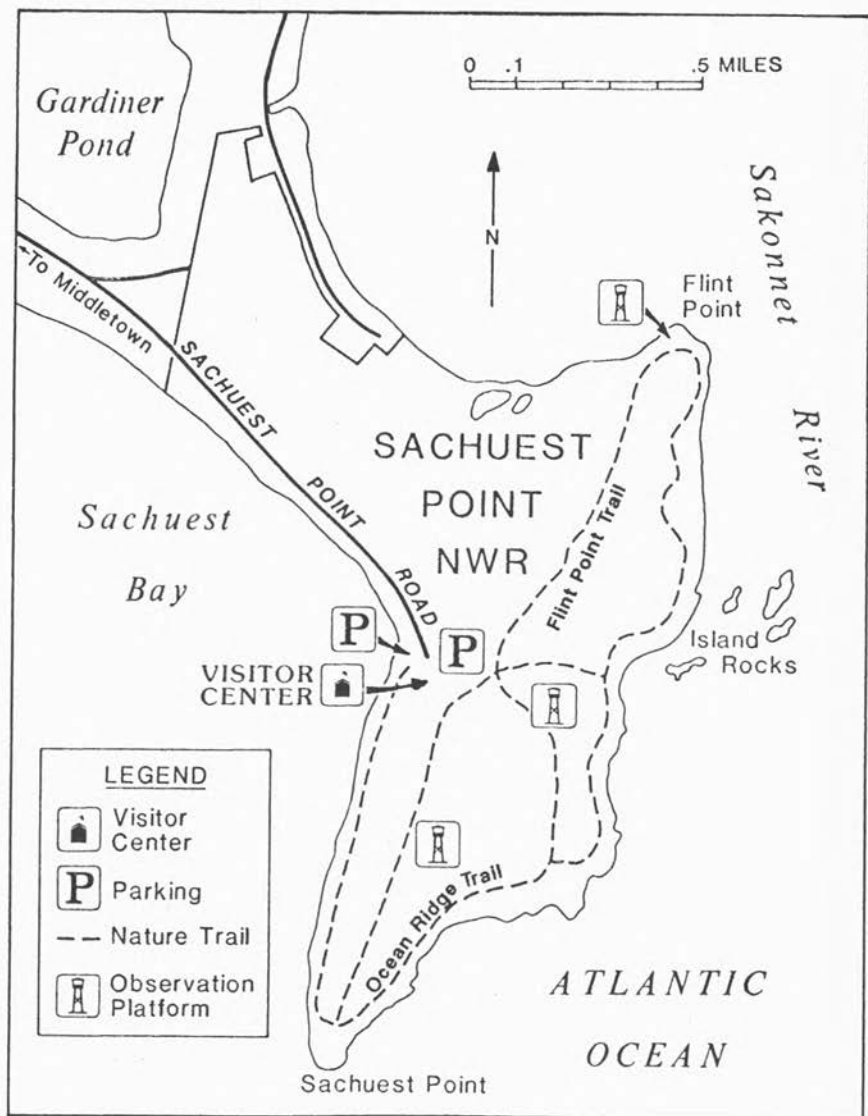 Gardiner
Pond
0 .1 .5 MILES
N
Sakonnet
River
←To Middletown
Flint
Point
SACHUEST
POINT
ROAD
SACHUEST
POINT
NWR
Flint Point Trail
Sachuest
Bay
Island
Rocks
P
P
VISITOR
CENTER
LEGEND
Visitor
Center
P Parking
Nature Trail
Observation
Platform
Ocean Ridge Trail
ATLANTIC
OCEAN
Sachuest Point